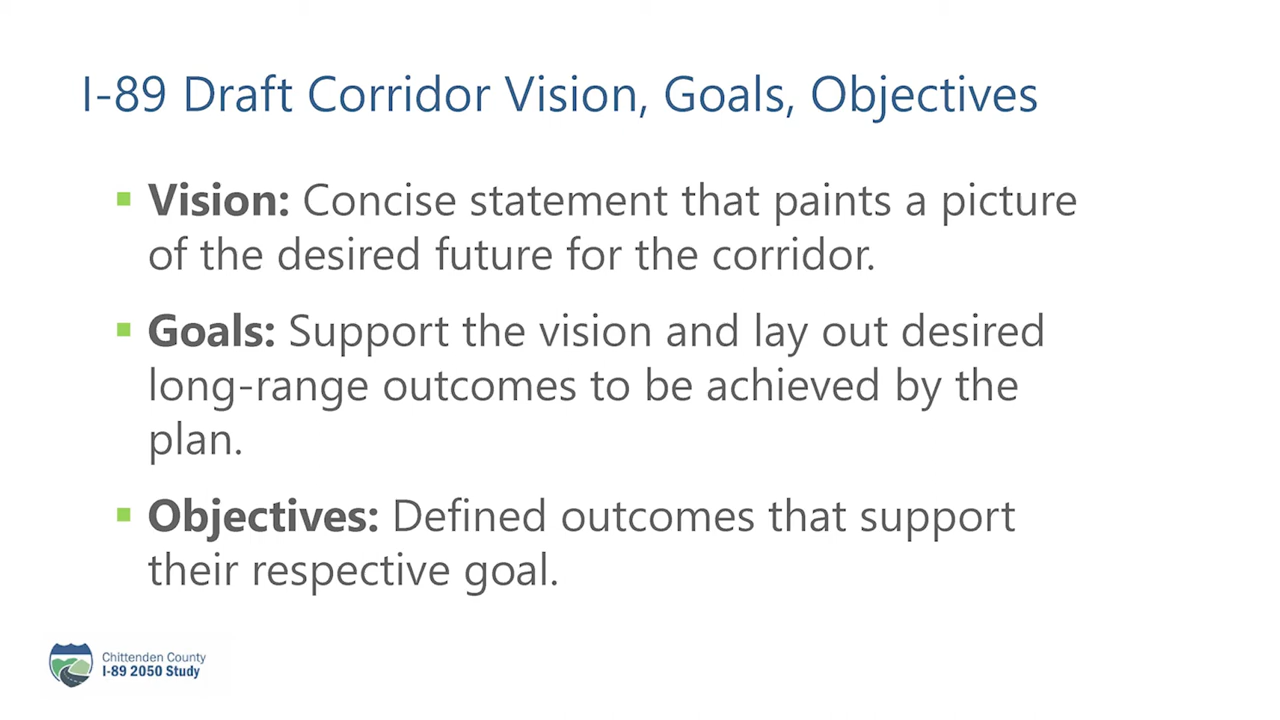 I-89 Draft Corridor Vision, Goals, Objectives
Vision: Concise statement that paints a picture
of the desired future for the corridor.
Goals: Support the vision and lay out desired
long-range outcomes to be achieved by the
plan.
Objectives: Defined outcomes that support
their respective goal.
Chittenden County
I-89 2050 Study